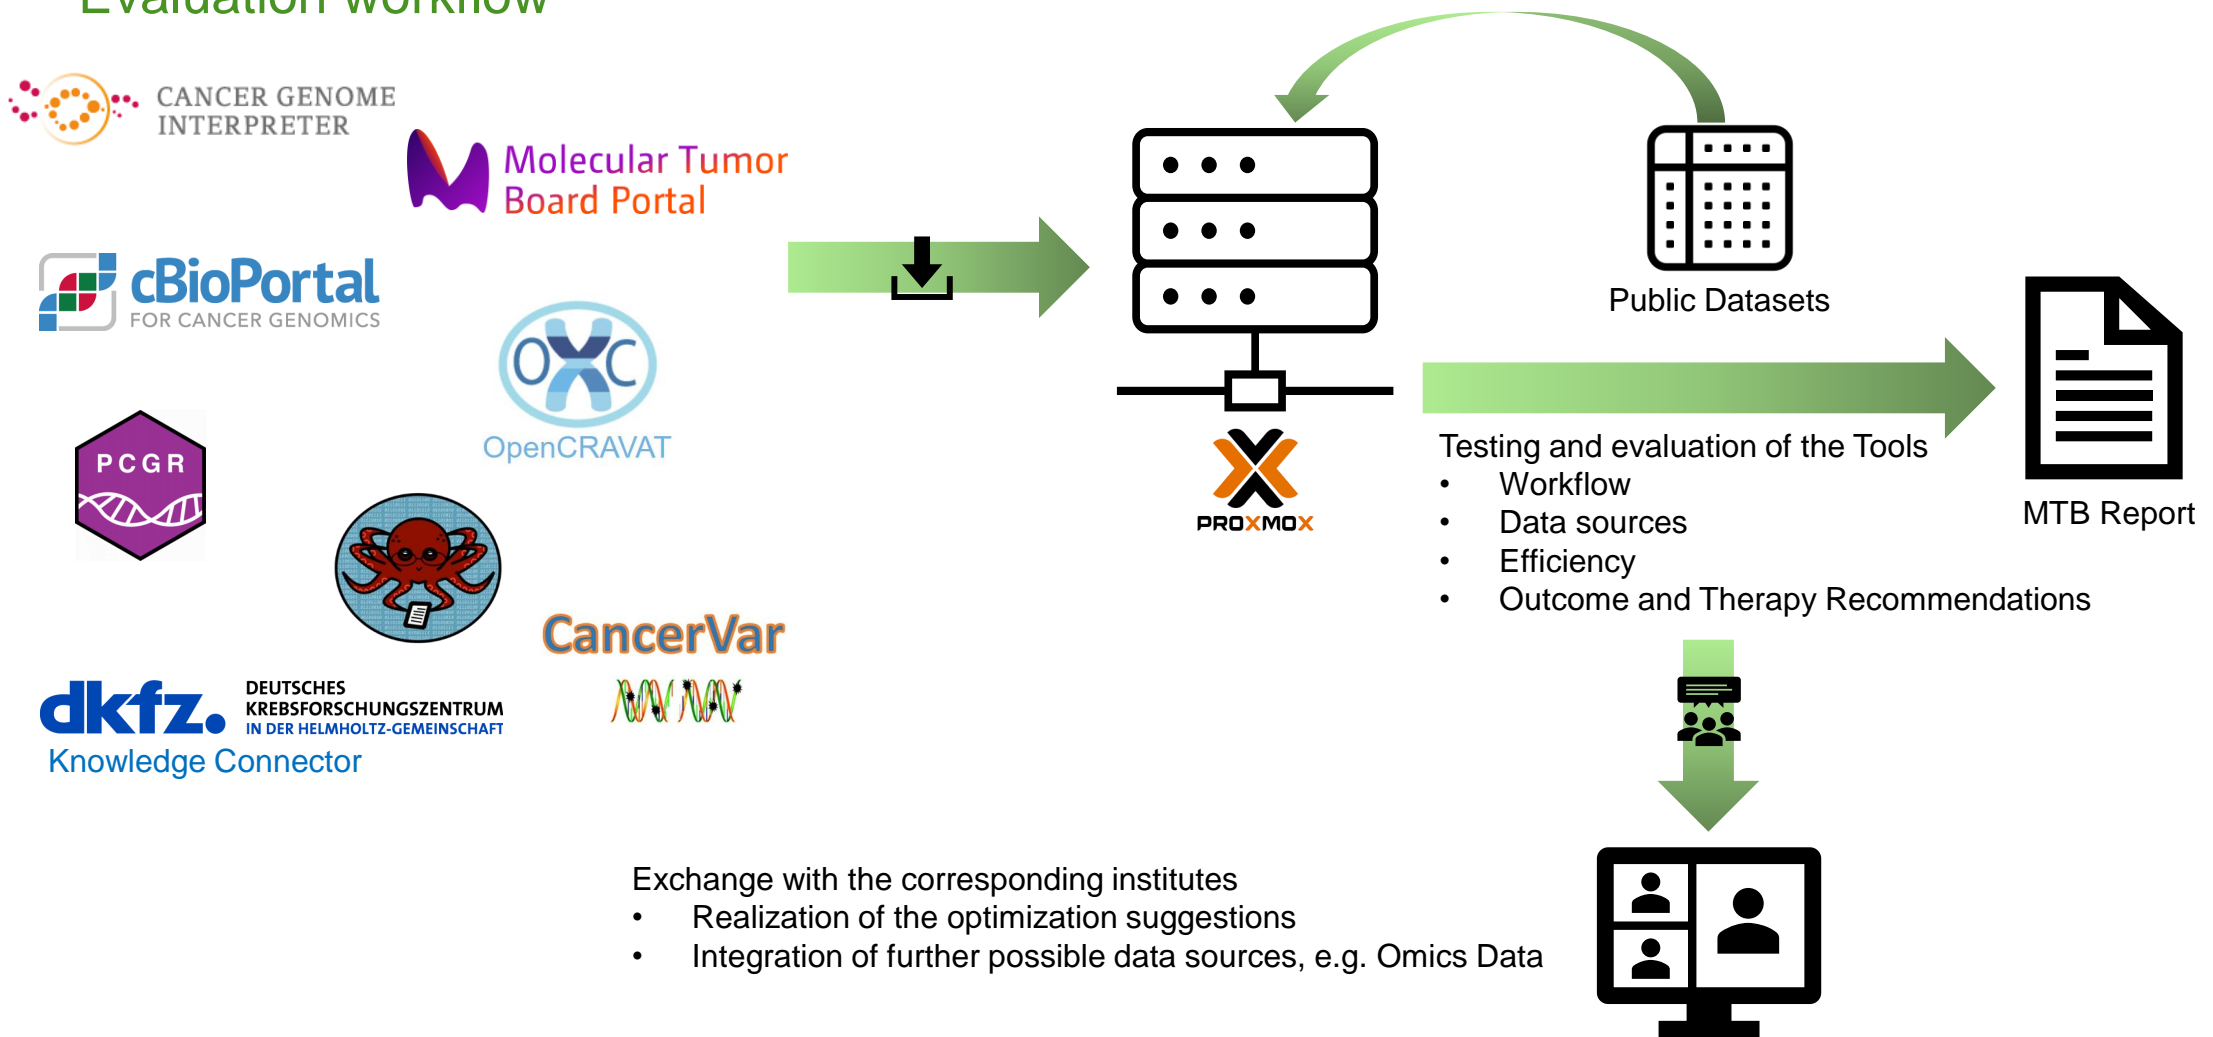 Evaluation workflow
CANCER GENOME
INTERPRETER
Molecular Tumor
Board Portal
cBioPortal
FOR CANCER GENOMICS
OXC
OpenCRAVAT
PCGR
CancerVar
dkfz.
DEUTSCHES
KREBSFORSCHUNGSZENTRUM
IN DER HELMHOLTZ-GEMEINSCHAFT
Knowledge Connector
PROXMOX
Public Datasets
Testing and evaluation of the Tools
• Workflow
• Data sources
• Efficiency
• Outcome and Therapy Recommendations
MTB Report
Exchange with the corresponding institutes
• Realization of the optimization suggestions
• Integration of further possible data sources, e.g. Omics Data